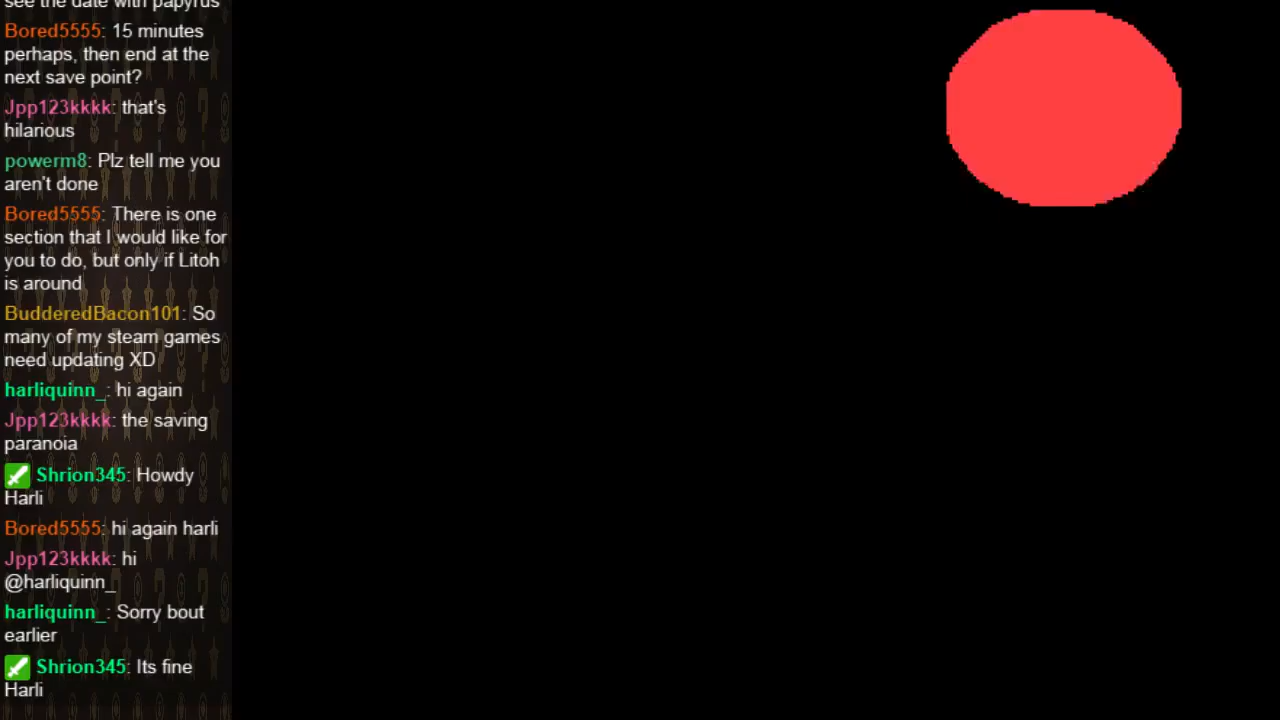 see the date with papyrus
Bored5555: 15 minutes
perhaps, then end at the
next save point?
Jpp123kkkk: that's
hilarious
powerm8: Plz tell me you
aren't done
Bored5555: There is one
section that I would like for
you to do, but only if Litoh
is around
BudderedBacon101: So
many of my steam games
need updating XD
harliquinn_: hi again
Jpp123kkkk: the saving
paranoia
Shrion345: Howdy
Harli
Bored5555: hi again harli
Jpp123kkkk: hi
@harliquinn_
harliquinn_: Sorry bout
earlier
Shrion345: Its fine
Harli